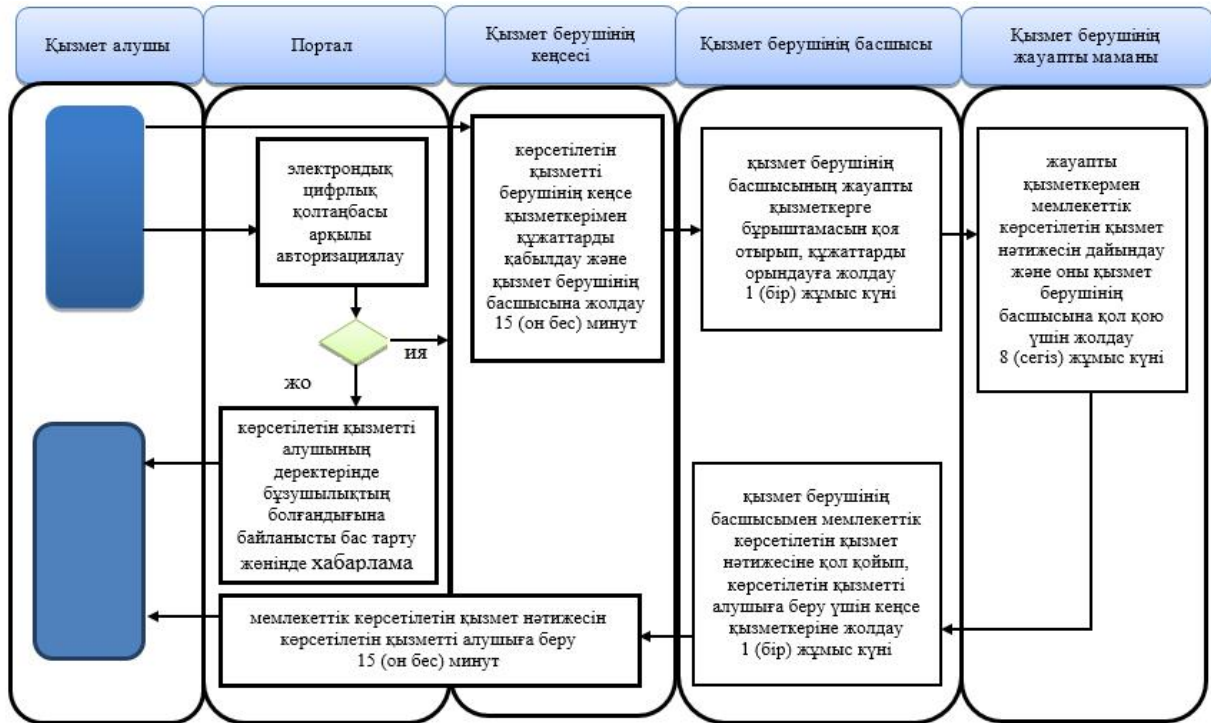 Қызмет алушы
Портал
Қызмет берушінің
кеңсесі
Қызмет берушінің басшысы
Қызмет берушінің
жауапты маманы
электрондық
цифрлық
қолтаңбасы
арқылы
авторизациялау
ия
жо
көрсетілетін қызметті
алушының
деректерінде
бұзушылықтың
болғандығына
байланысты бас тарту
жөнінде хабарлама
көрсетілетін
қызметті
берушінің кеңсе
қызметкерімен
құжаттарды
қабылдау және
қызмет берушінің
басшысына жолдау
15 (он бес) минут
қызмет берушінің
басшысының жауапты
қызметкерге
бұрыштамасын қоя
отырып, құжаттарды
орындауға жолдау
1 (бір) жұмыс күні
жауапты
қызметкермен
мемлекеттік
көрсетілетін қызмет
нәтижесін дайындау
және оны қызмет
берушінің
басшысына қол қою
үшін жолдау
8 (сегіз) жұмыс күні
қызмет берушінің
басшысымен мемлекеттік
көрсетілетін қызмет
нәтижесіне қол қойып,
көрсетілетін қызметті
алушыға беру үшін кеңсе
қызметкеріне жолдау
1 (бір) жұмыс күні
мемлекеттік көрсетілетін қызмет нәтижесін
көрсетілетін қызметті алушыға беру
15 (он бес) минут